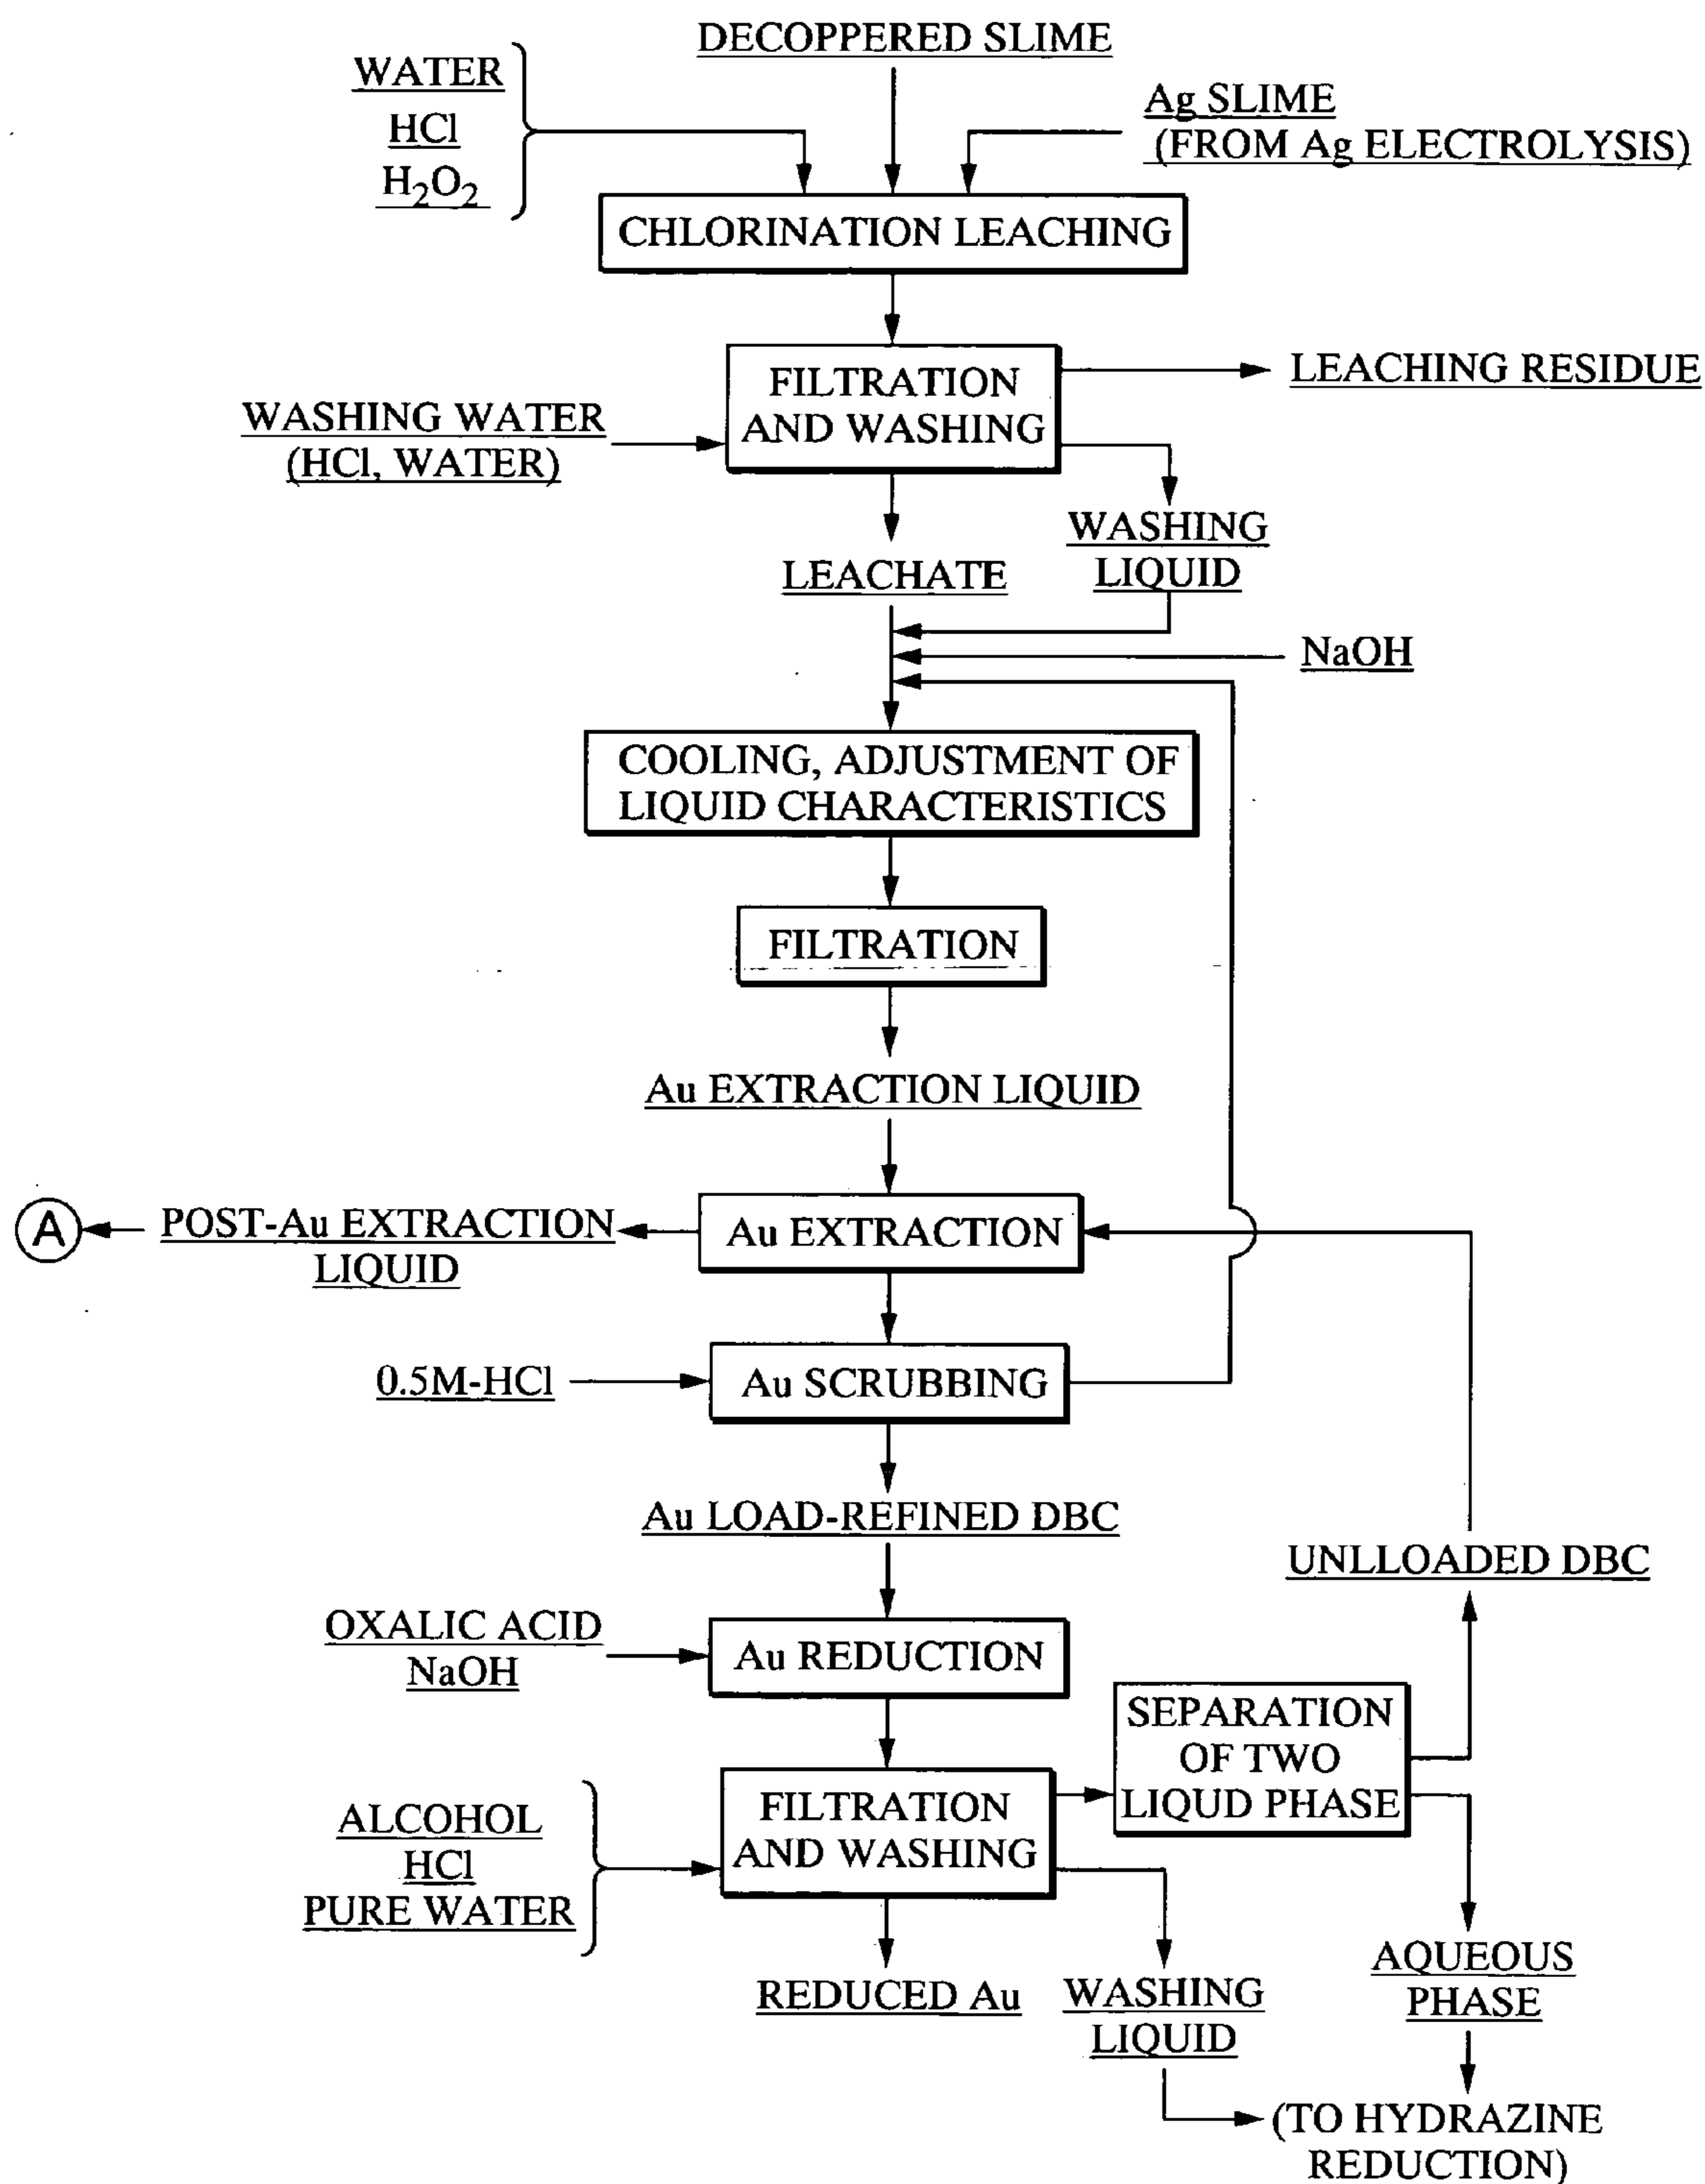 DECOPPERED SLIME
WATER
HCl
H2O2
Ag SLIME
(FROM Ag ELECTROLYSIS)
CHLORINATION LEACHING
FILTRATION
AND WASHING
LEACHING RESIDUE
WASHING WATER
(HCl, WATER)
WASHING
LIQUID
LEACHATE
NaOH
COOLING, ADJUSTMENT OF
LIQUID CHARACTERISTICS
FILTRATION
Au EXTRACTION LIQUID
A
POST-Au EXTRACTION
LIQUID
Au EXTRACTION
0.5M-HCl
Au SCRUBBING
Au LOAD-REFINED DBC
UNLLOADED DBC
OXALIC ACID
NaOH
Au REDUCTION
SEPARATION
OF TWO
LIQUD PHASE
FILTRATION
AND WASHING
ALCOHOL
HCl
PURE WATER
REDUCED Au
WASHING
LIQUID
AQUEOUS
PHASE
(TO HYDRAZINE
REDUCTION)